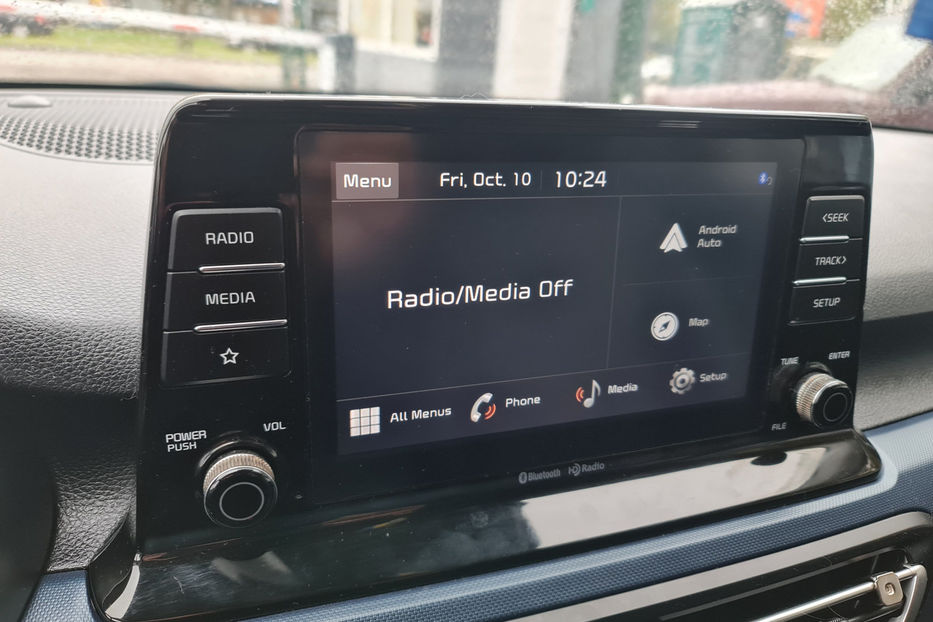 Menu
Fri, Oct. 10
10:24
RADIO
MEDIA
POWER
PUSH
VOL
Radio/Media Off
Android
Auto
Map
All Menus
Phone
Media
Setup
Bluetooth
HD Radio
<SEEK
TRACK>
SETUP
TUNE
ENTER
FILE